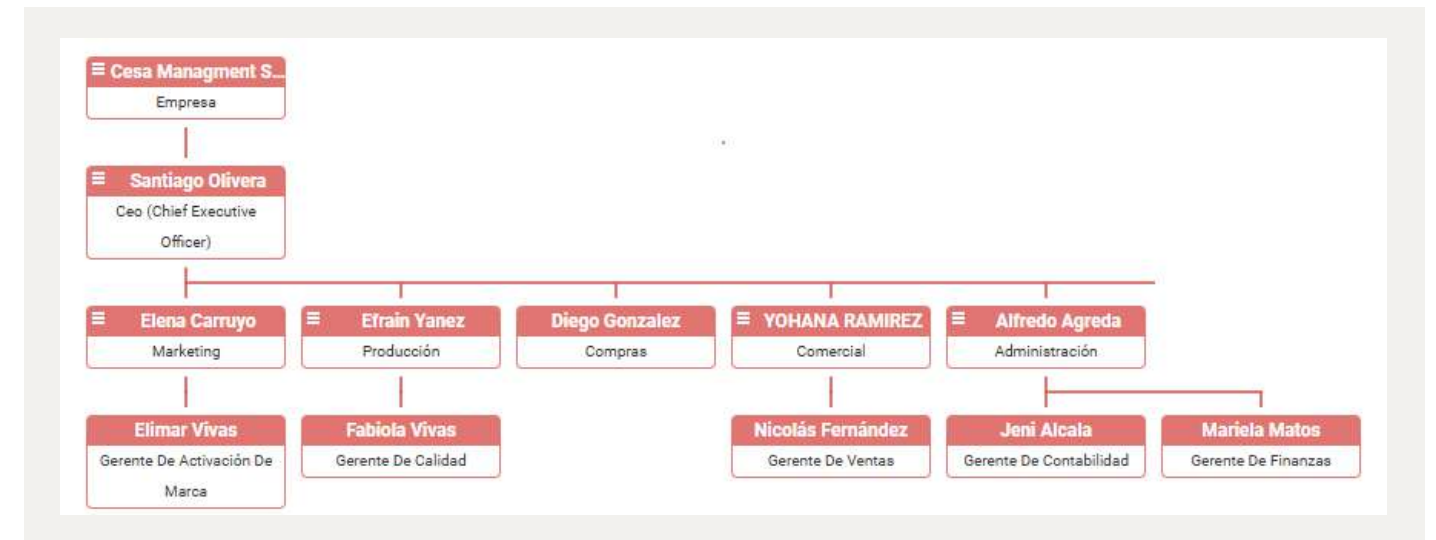 Cesa Managment S...
Empresa
Santiago Olivera
Ceo (Chief Executive
Officer)
Elena Carruyo
Marketing
Efrain Yanez
Producción
Diego Gonzalez
Compras
YOHANA RAMIREZ
Comercial
Alfredo Agreda
Administración
Elimar Vivas
Gerente De Activación De
Marca
Fabiola Vivas
Gerente De Calidad
Nicolás Fernández
Gerente De Ventas
Jeni Alcala
Gerente De Contabilidad
Mariela Matos
Gerente De Finanzas